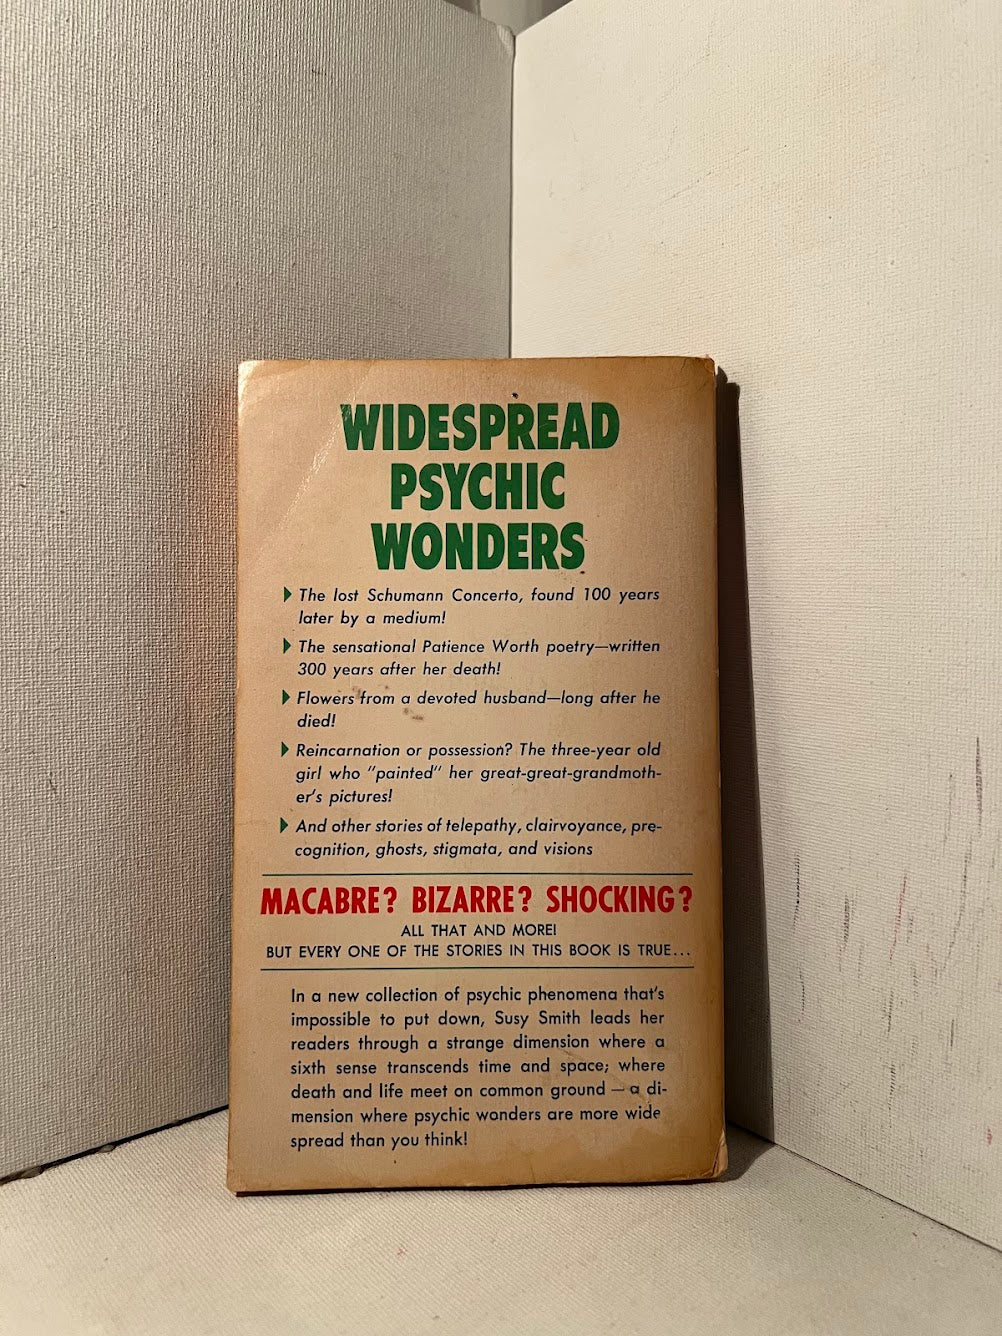 WIDESPREAD
PSYCHIC
WONDERS
The lost Schumann Concerto, found 100 years
later by a medium!
The sensational Patience Worth poetry—written
300 years after her death!
Flowers from a devoted husband—long after he
died!
Reincarnation or possession? The three-year old
girl who "painted" her great-great-grandmoth-
er's pictures!
And other stories of telepathy, clairvoyance, pre-
cognition, ghosts, stigmata, and visions
MACABRE? BIZARRE? SHOCKING?
ALL THAT AND MORE!
BUT EVERY ONE OF THE STORIES IN THIS BOOK IS TRUE...
In a new collection of psychic phenomena that's
impossible to put down, Susy Smith leads her
readers through a strange dimension where a
sixth sense transcends time and space; where
death and life meet on common ground — a di-
mension where psychic wonders are more wide
spread than you think!